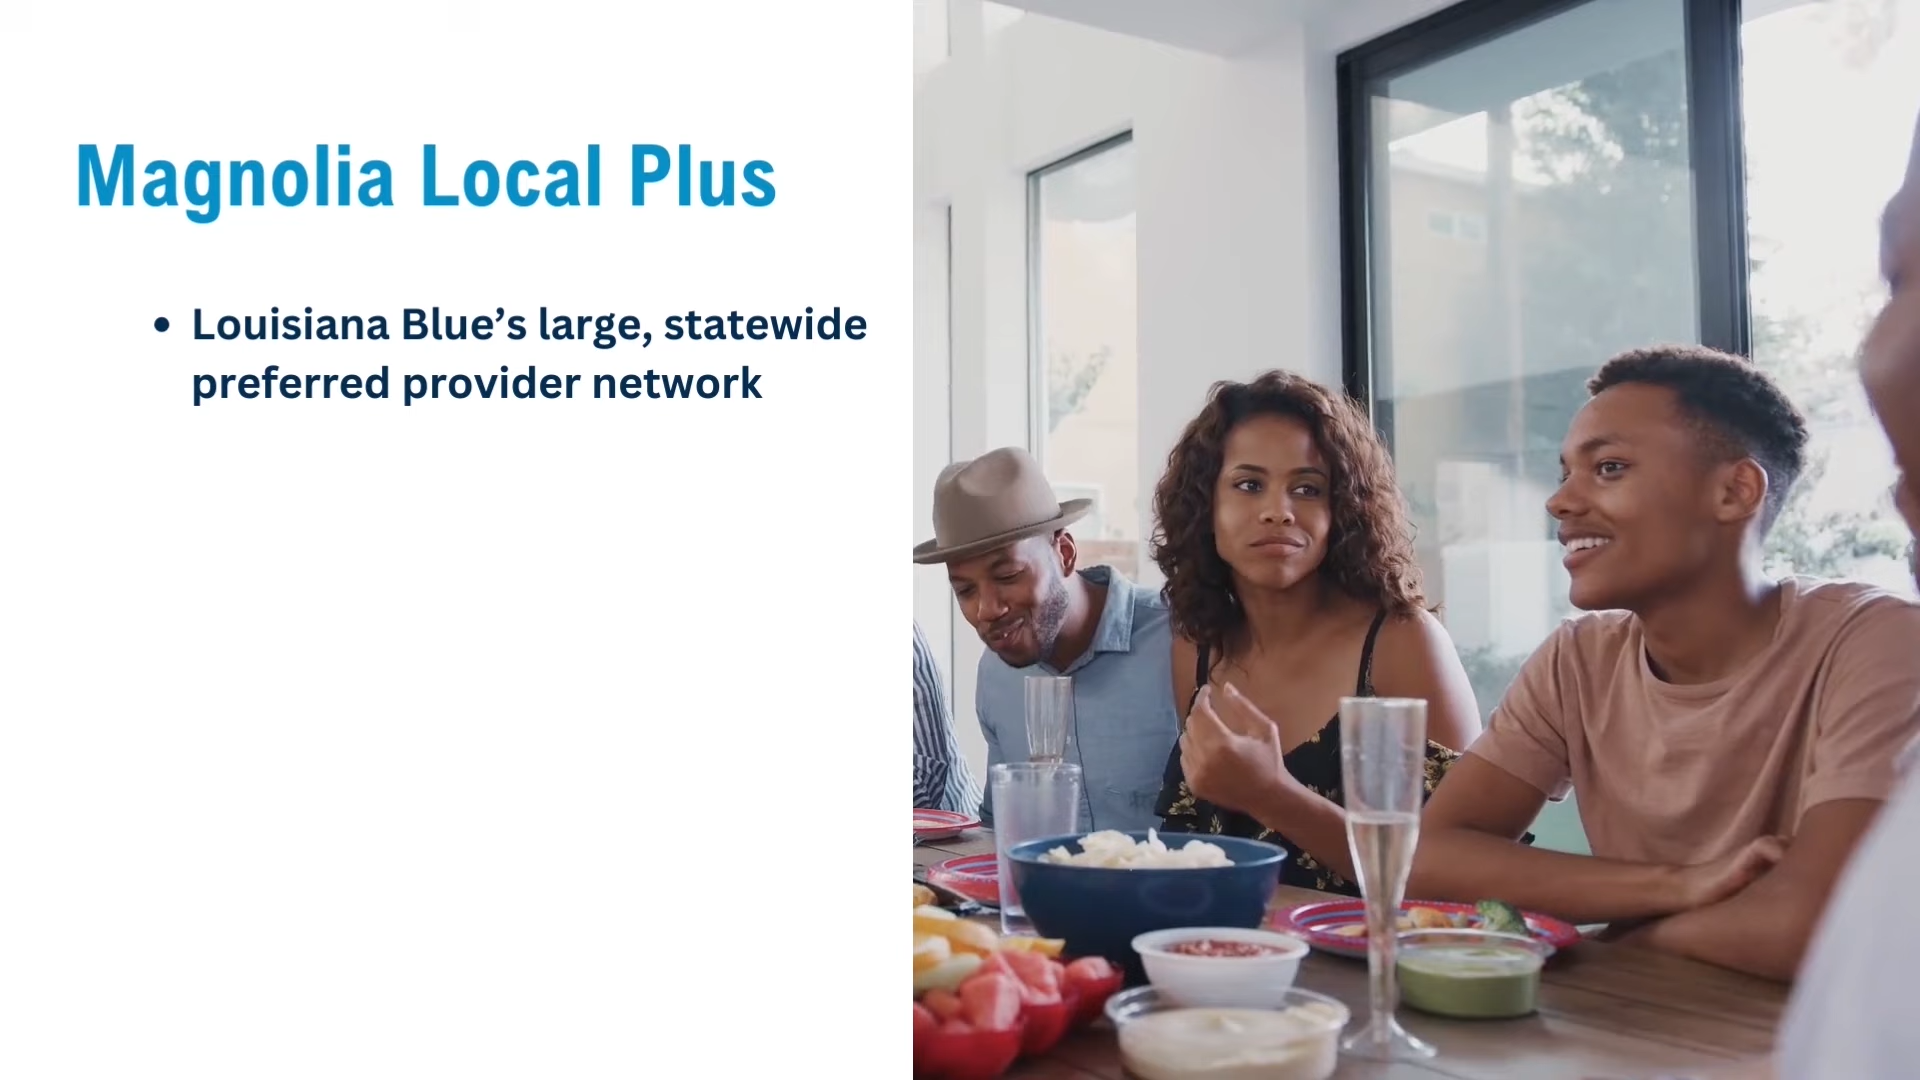 Magnolia Local Plus
• Louisiana Blue’s large, statewide
preferred provider network